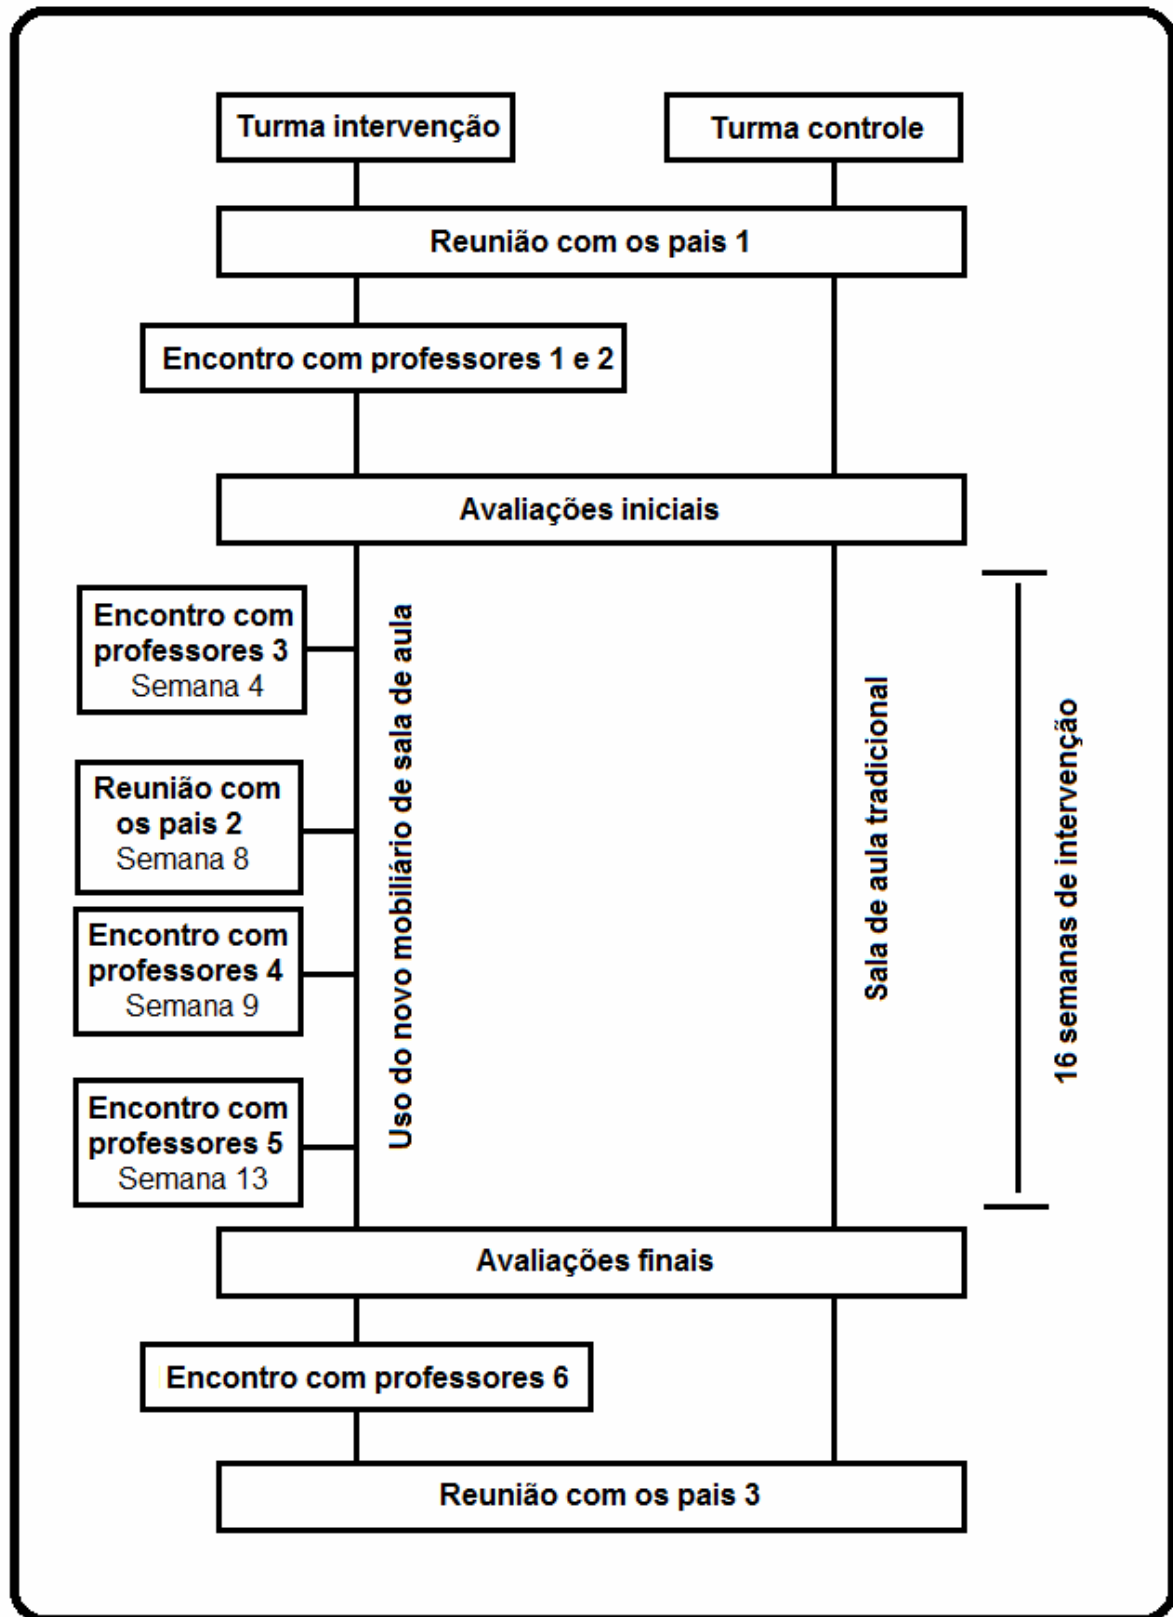 Turma intervenção
Turma controle
Reunião com os pais 1
Encontro com professores 1 e 2
Avaliações iniciais
Encontro com
professores 3
Semana 4
Reunião com
os pais 2
Semana 8
Encontro com
professores 4
Semana 9
Encontro com
professores 5
Semana 13
Uso do novo mobiliário de sala de aula
Sala de aula tradicional
16 semanas de intervenção
Avaliações finais
Encontro com professores 6
Reunião com os pais 3